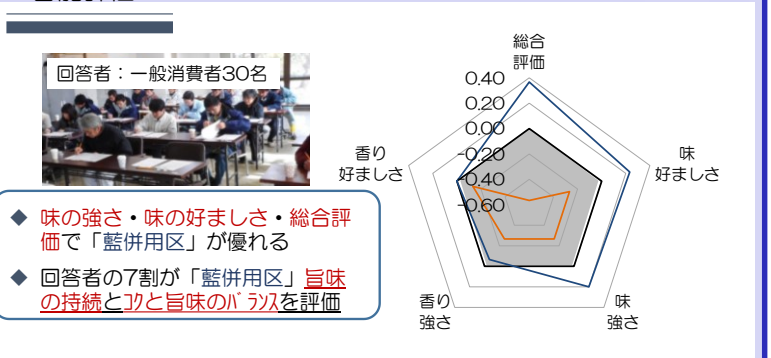 回答者：一般消費者30名
◆ 味の強さ・味の好ましさ・総合評
価で「藍併用区」が優れる
◆ 回答者の7割が「藍併用区」旨味
の持続とコクと旨味のバランスを評価
総合
評価
0.40
0.20
0.00
-0.20
-0.40
-0.60
香り
好ましさ
味
好ましさ
香り
強さ
味
強さ